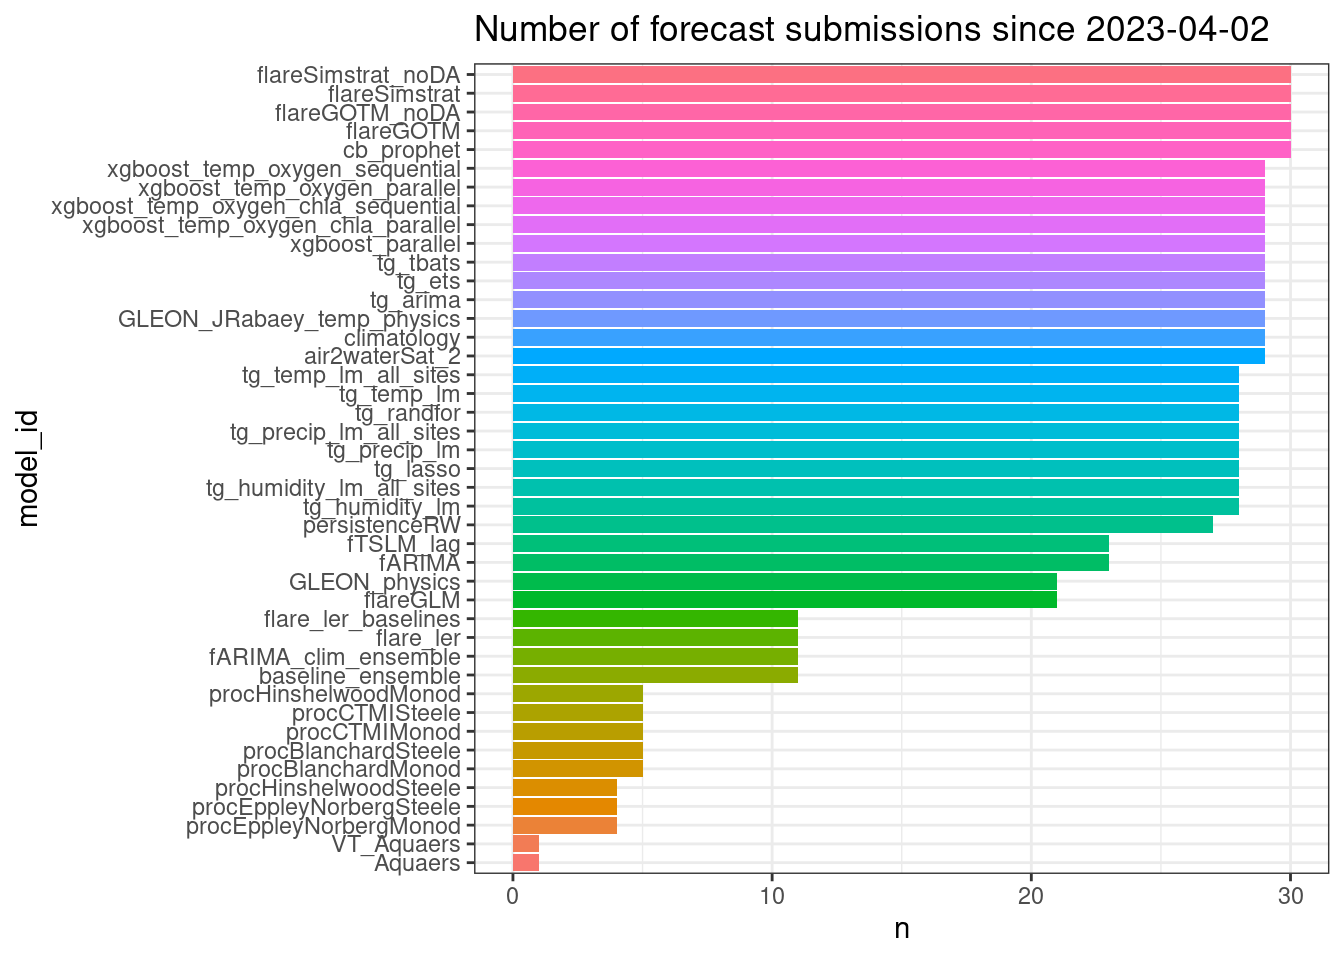 Number of forecast submissions since 2023-04-02
flareSimstrat_noDA
flareSimstrat
flareGOTM_noDA
flareGOTM
cb_prophet
xgboost_temp_oxygen_sequential
xgboost_temp_oxygen_parallel
xgboost_temp_oxygen_chla_sequential
xgboost_temp_oxygen_chla_parallel
xgboost_parallel
tg_tbats
tg_ets
tg_arima
GLEON_JRabaey_temp_physics
climatology
air2waterSat_2
tg_temp_lm_all_sites
tg_temp_lm
tg_randfor
tg_precip_lm_all_sites
tg_precip_lm
tg_lasso
tg_humidity_lm_all_sites
tg_humidity_lm
persistenceRW
fTSLM_lag
fARIMA
GLEON_physics
flareGLM
flare_ler_baselines
flare_ler
fARIMA_clim_ensemble
baseline_ensemble
procHinshelwoodMonod
procCTMISteele
procCTMIMonod
procBlanchardSteele
procBlanchardMonod
procHinshelwoodSteele
procEppleyNorbergSteele
procEppleyNorbergMonod
VT_Aquaers
Aquaers
model_id
0 10 20 30
n